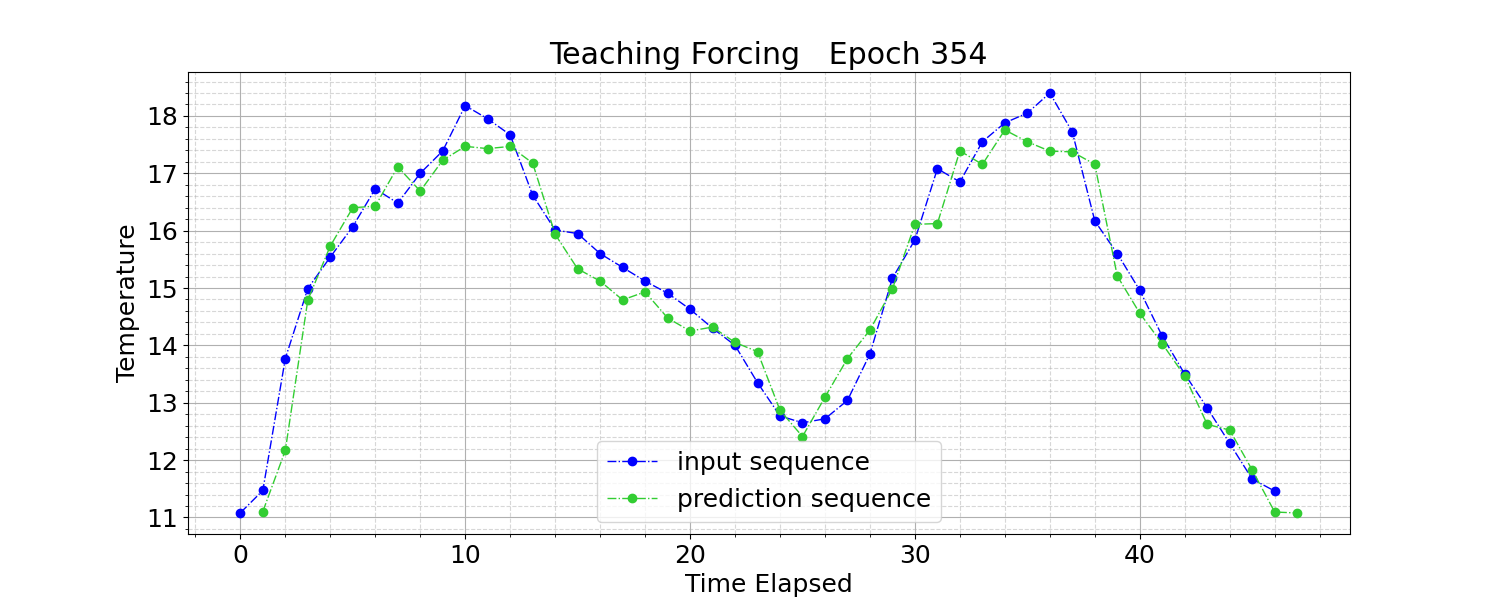 Teaching Forcing   Epoch 354
18
17
16
15
14
13
12
11
Temperature
input sequence
prediction sequence
0 10 20 30 40
Time Elapsed